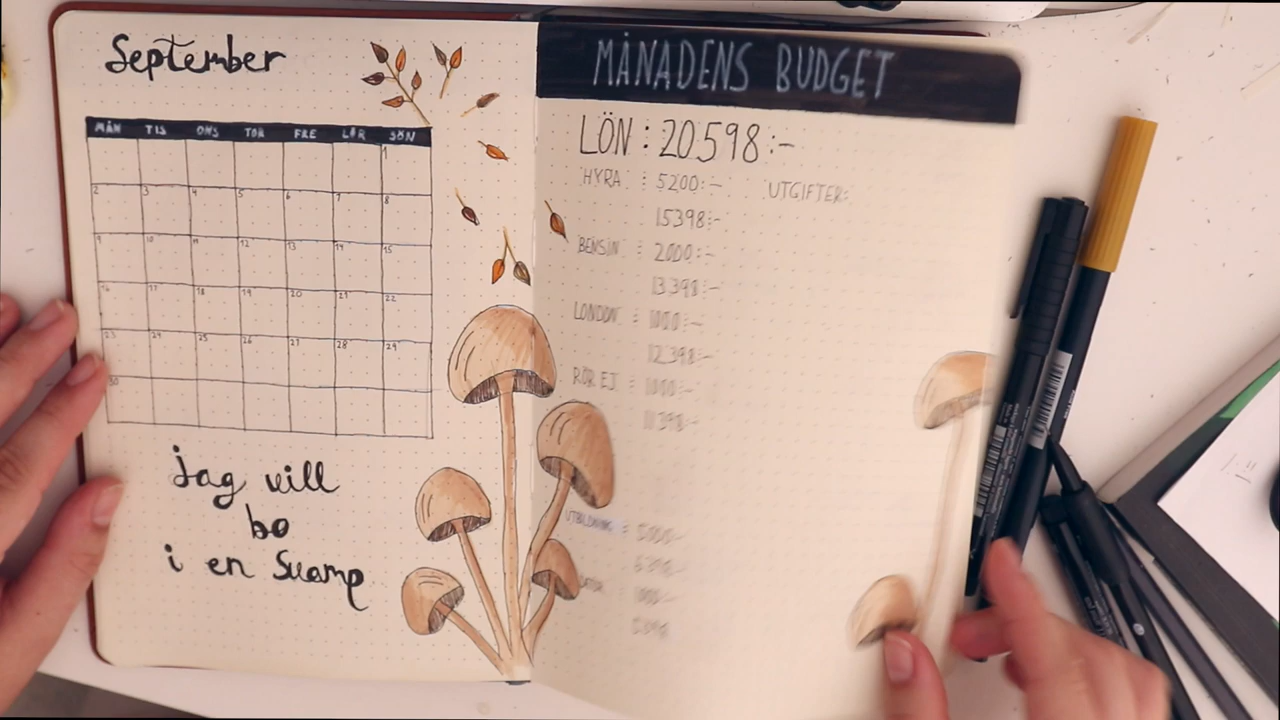 September
MÅN TIS ONS TOR FRE LÖR SÖN
1
2 3 4 5 6 7 8
9 10 11 12 13 14 15
16 17 18 19 20 21 22
23 24 25 26 27 28 29
30
jag vill
bo
i en Svamp
MÅNADENS BUDGET
LÖN : 20598:-
HYRA : 5200:- UTGIFTER:
15398:-
BENSIN : 2000:-
13398:-
LONDON : 1000:-
12398:-
RÖR EJ : 1000:-
11398:-
UTBILDNING :